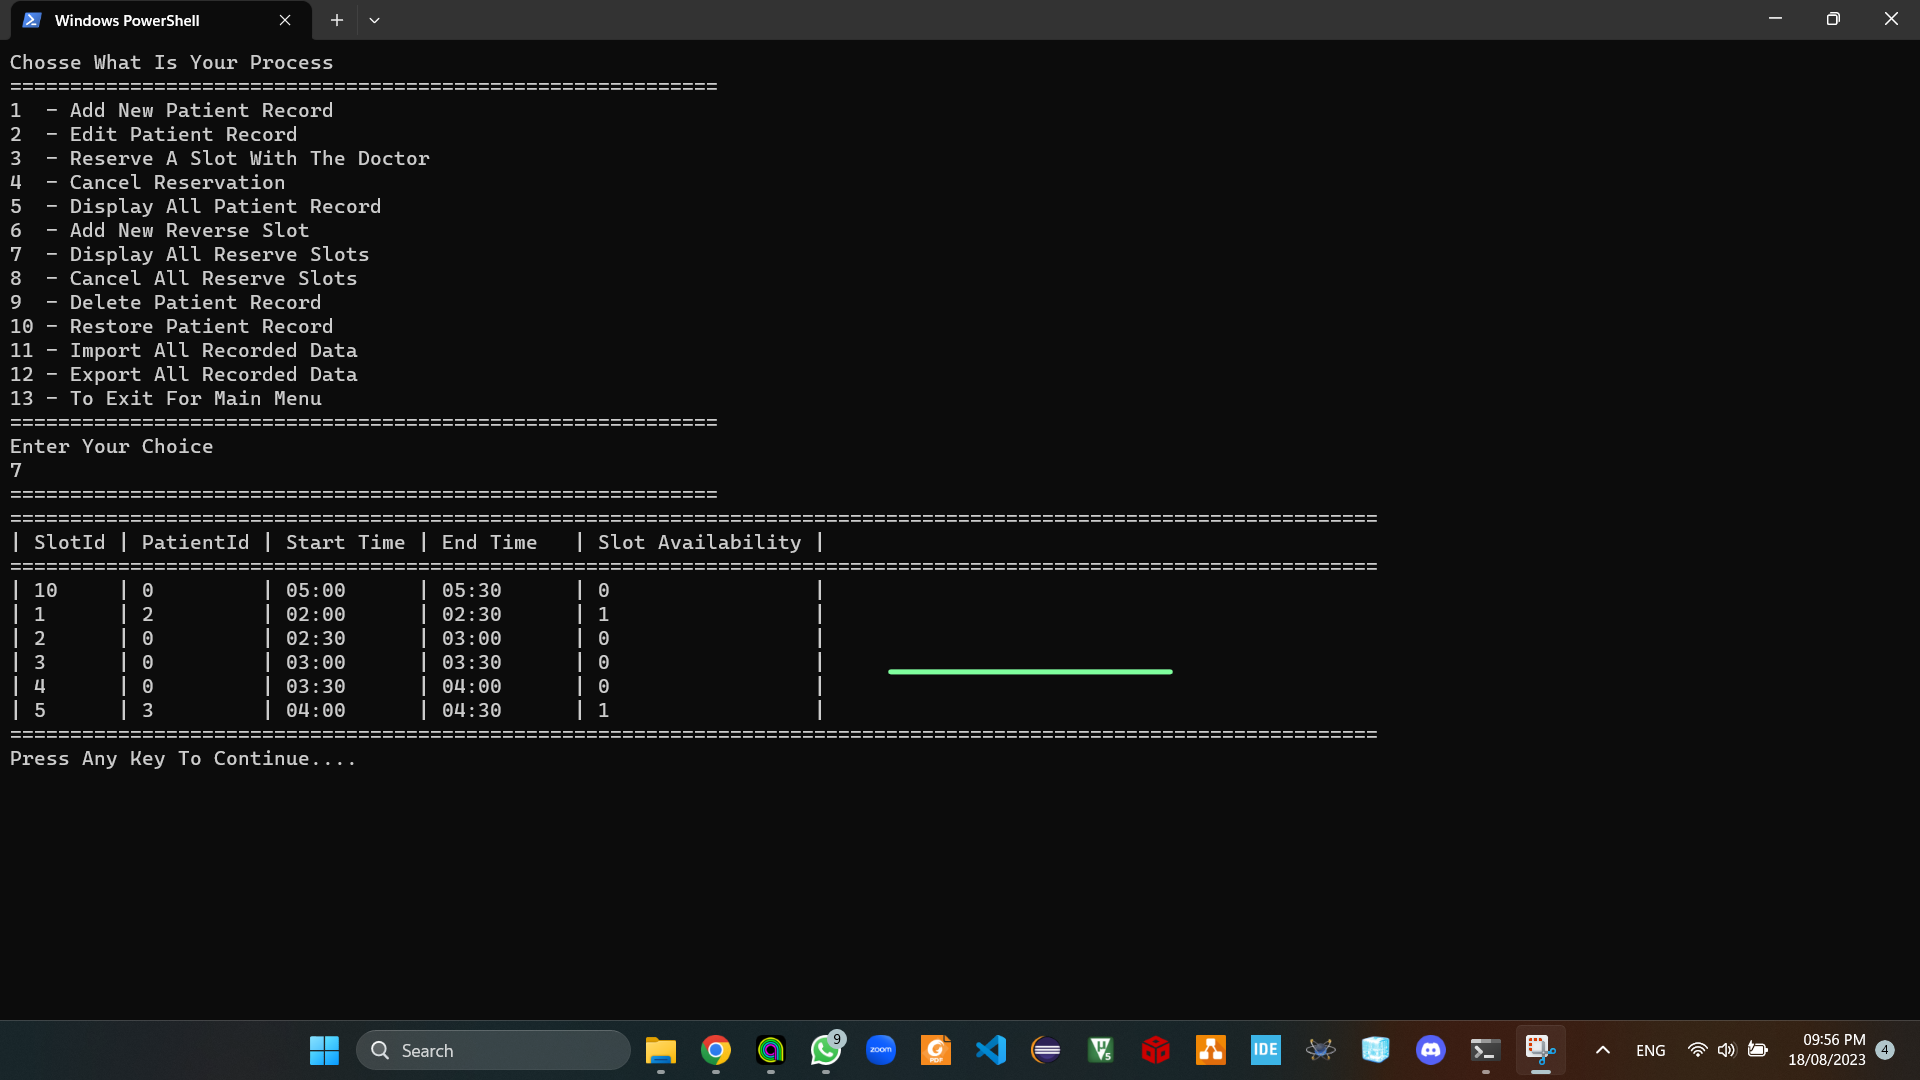 Windows PowerShell
Chosse What Is Your Process
===========================================================
1  - Add New Patient Record
2  - Edit Patient Record
3  - Reserve A Slot With The Doctor
4  - Cancel Reservation
5  - Display All Patient Record
6  - Add New Reverse Slot
7  - Display All Reserve Slots
8  - Cancel All Reserve Slots
9  - Delete Patient Record
10 - Restore Patient Record
11 - Import All Recorded Data
12 - Export All Recorded Data
13 - To Exit For Main Menu
===========================================================
Enter Your Choice
7
===========================================================
==================================================================================================================
| SlotId | PatientId | Start Time | End Time   | Slot Availability |
==================================================================================================================
| 10     | 0         | 05:00      | 05:30      | 0                 |
| 1      | 2         | 02:00      | 02:30      | 1                 |
| 2      | 0         | 02:30      | 03:00      | 0                 |
| 3      | 0         | 03:00      | 03:30      | 0                 |
| 4      | 0         | 03:30      | 04:00      | 0                 |
| 5      | 3         | 04:00      | 04:30      | 1                 |
==================================================================================================================
Press Any Key To Continue....
Search
9
zoom
PDF
5
IDE
ENG
09:56 PM
18/08/2023
4